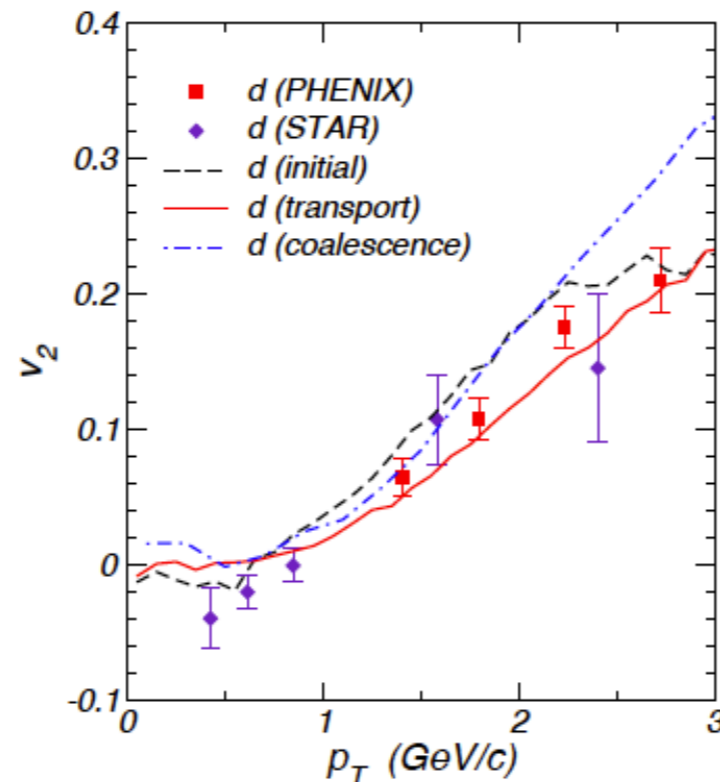 0.4
d (PHENIX)
d (STAR)
0.3
d (initial)
d (transport)
d (coalescence)
0.2
v2
0.1
0
-0.1
0 1 2 3
pT (GeV/c)